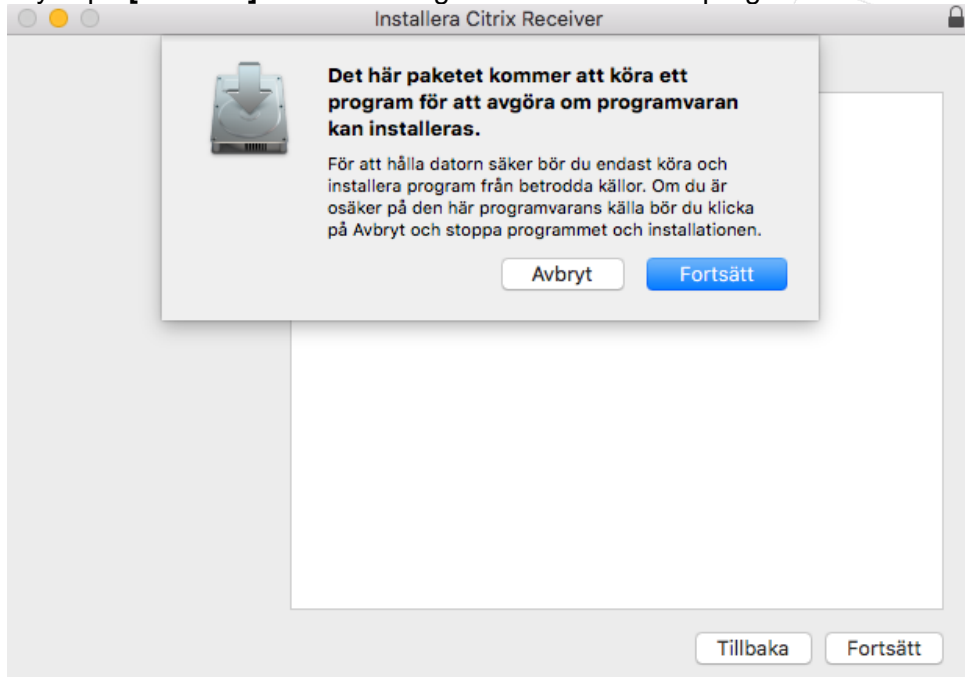 Installera Citrix Receiver
Det här paketet kommer att köra ett
program för att avgöra om programvaran
kan installeras.
För att hålla datorn säker bör du endast köra och
installera program från betrodda källor. Om du är
osäker på den här programvarans källa bör du klicka
på Avbryt och stoppa programmet och installationen.
Avbryt
Fortsätt
Tillbaka
Fortsätt